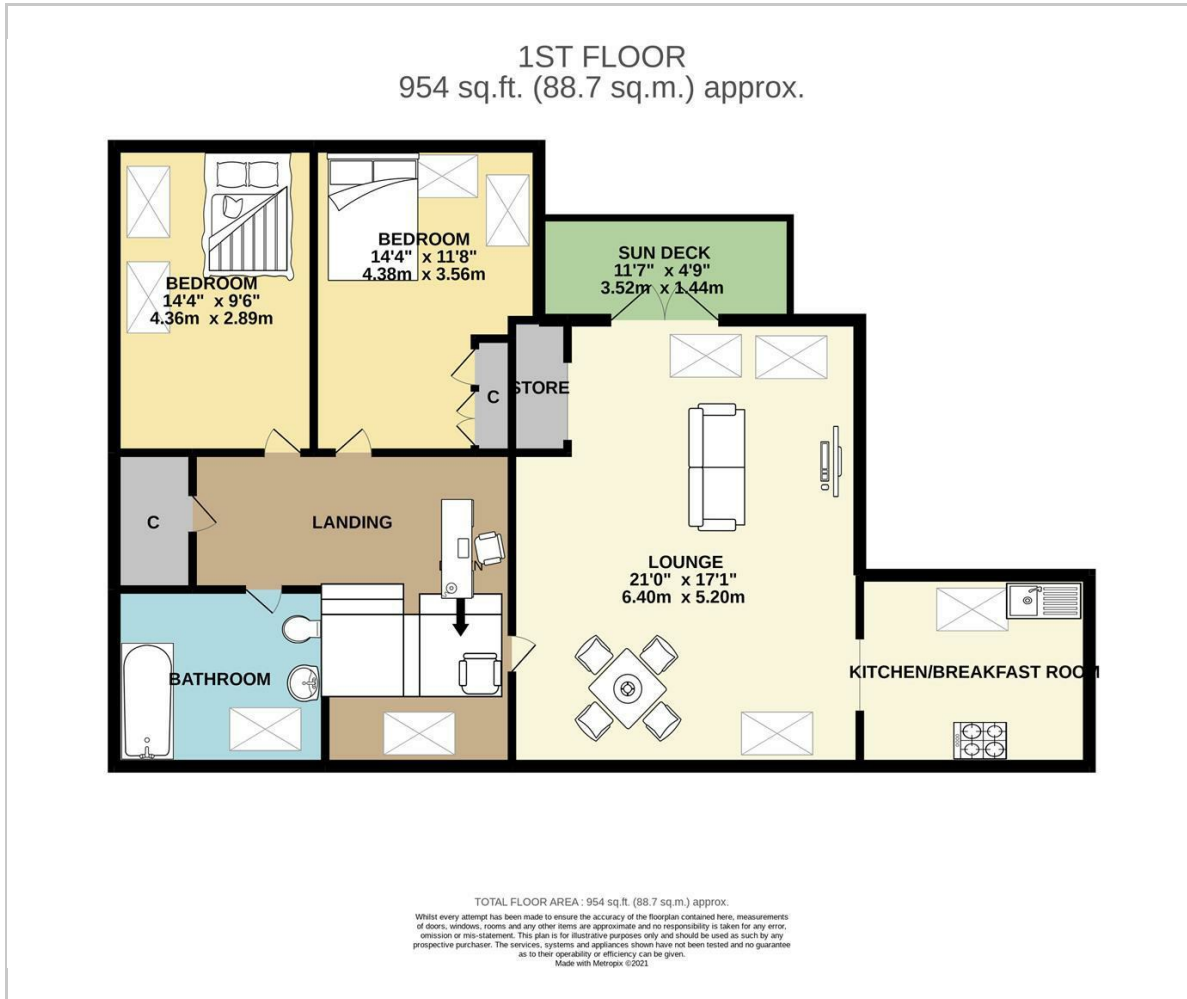 1ST FLOOR
954 sq.ft. (88.7 sq.m.) approx.
BEDROOM
14'4" x 9'6"
4.36m x 2.89m
BEDROOM
14'4" x 11'8"
4.38m x 3.56m
SUN DECK
11'7" x 4'9"
3.52m x 1.44m
C
STORE
C
LANDING
LOUNGE
21'0" x 17'1"
6.40m x 5.20m
BATHROOM
KITCHEN/BREAKFAST ROOM
TOTAL FLOOR AREA : 954 sq.ft. (88.7 sq.m.) approx.
Whilst every attempt has been made to ensure the accuracy of the floorplan contained here, measurements
of doors, windows, rooms and any other items are approximate and no responsibility is taken for any error,
omission or mis-statement. This plan is for illustrative purposes only and should be used as such by any
prospective purchaser. The services, systems and appliances shown have not been tested and no guarantee
as to their operability or efficiency can be given.
Made with Metropix ©2021